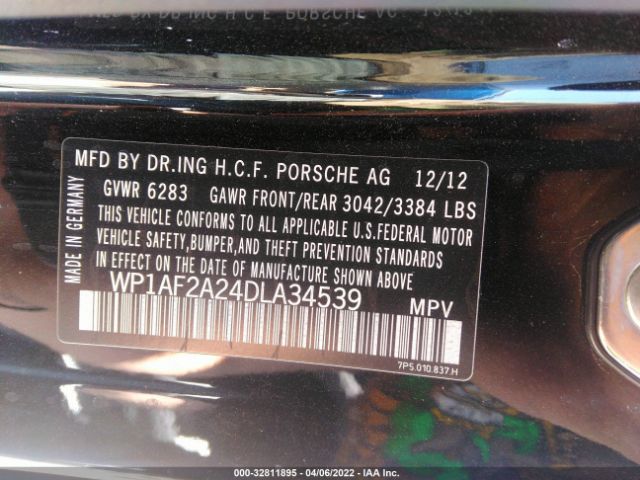 MFD BY DR.ING H.C.F. PORSCHE AG 12/12
GVWR 6283 GAWR FRONT/REAR 3042/3384 LBS
THIS VEHICLE CONFORMS TO ALL APPLICABLE U.S.FEDERAL MOTOR
VEHICLE SAFETY,BUMPER,AND THEFT PREVENTION STANDARDS
IN EFFECT ON THE DATE OF MANUFACTURE SHOWN ABOVE
WP1AF2A24DLA34539 MPV
7P5.010.837.H
MADE IN GERMANY
000-32811895 - 04/06/2022 - IAA Inc.